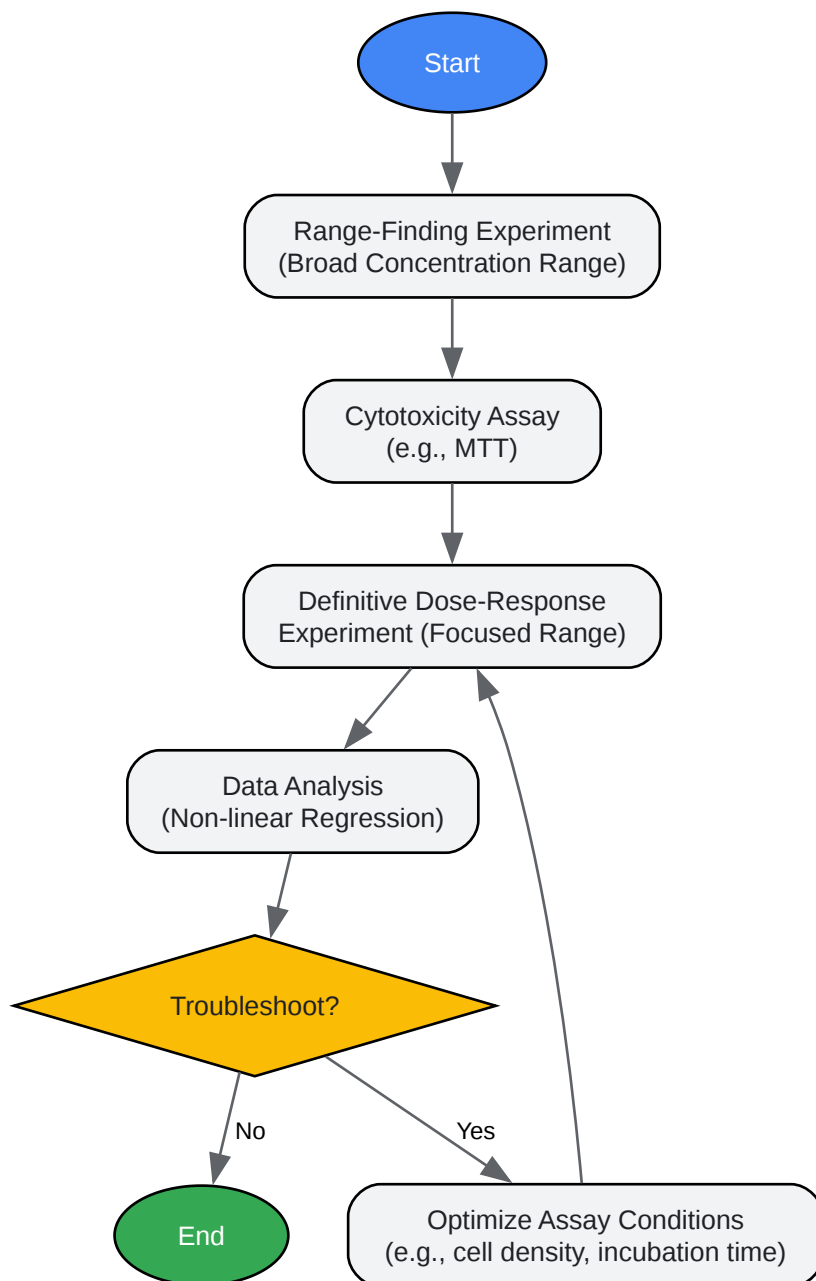 Start
Range-Finding Experiment
(Broad Concentration Range)
Cytotoxicity Assay
(e.g., MTT)
Definitive Dose-Response
Experiment (Focused Range)
Data Analysis
(Non-linear Regression)
Troubleshoot?
No
Yes
End
Optimize Assay Conditions
(e.g., cell density, incubation time)